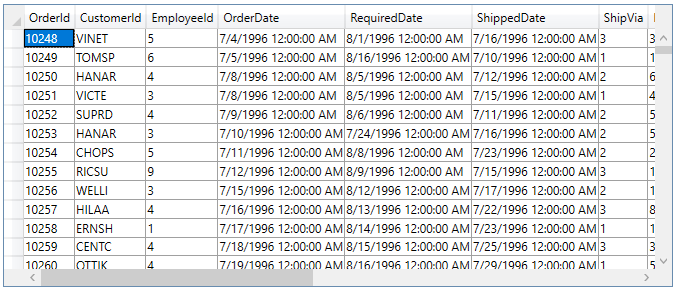 OrderId CustomerId EmployeeId OrderDate RequiredDate ShippedDate ShipVia
10248 VINET 5 7/4/1996 12:00:00 AM 8/1/1996 12:00:00 AM 7/16/1996 12:00:00 AM 3 3
10249 TOMSP 6 7/5/1996 12:00:00 AM 8/16/1996 12:00:00 AM 7/10/1996 12:00:00 AM 1 1
10250 HANAR 4 7/8/1996 12:00:00 AM 8/5/1996 12:00:00 AM 7/12/1996 12:00:00 AM 2 6
10251 VICTE 3 7/8/1996 12:00:00 AM 8/5/1996 12:00:00 AM 7/15/1996 12:00:00 AM 1 4
10252 SUPRD 4 7/9/1996 12:00:00 AM 8/6/1996 12:00:00 AM 7/11/1996 12:00:00 AM 2 5
10253 HANAR 3 7/10/1996 12:00:00 AM 7/24/1996 12:00:00 AM 7/16/1996 12:00:00 AM 2 5
10254 CHOPS 5 7/11/1996 12:00:00 AM 8/8/1996 12:00:00 AM 7/23/1996 12:00:00 AM 2 2
10255 RICSU 9 7/12/1996 12:00:00 AM 8/9/1996 12:00:00 AM 7/15/1996 12:00:00 AM 3 1
10256 WELLI 3 7/15/1996 12:00:00 AM 8/12/1996 12:00:00 AM 7/17/1996 12:00:00 AM 2 1
10257 HILAA 4 7/16/1996 12:00:00 AM 8/13/1996 12:00:00 AM 7/22/1996 12:00:00 AM 3 8
10258 ERNSH 1 7/17/1996 12:00:00 AM 8/14/1996 12:00:00 AM 7/23/1996 12:00:00 AM 1 1
10259 CENTC 4 7/18/1996 12:00:00 AM 8/15/1996 12:00:00 AM 7/25/1996 12:00:00 AM 3 3
10260 OTTIK 4 7/19/1996 12:00:00 AM 8/16/1996 12:00:00 AM 7/29/1996 12:00:00 AM 1 5